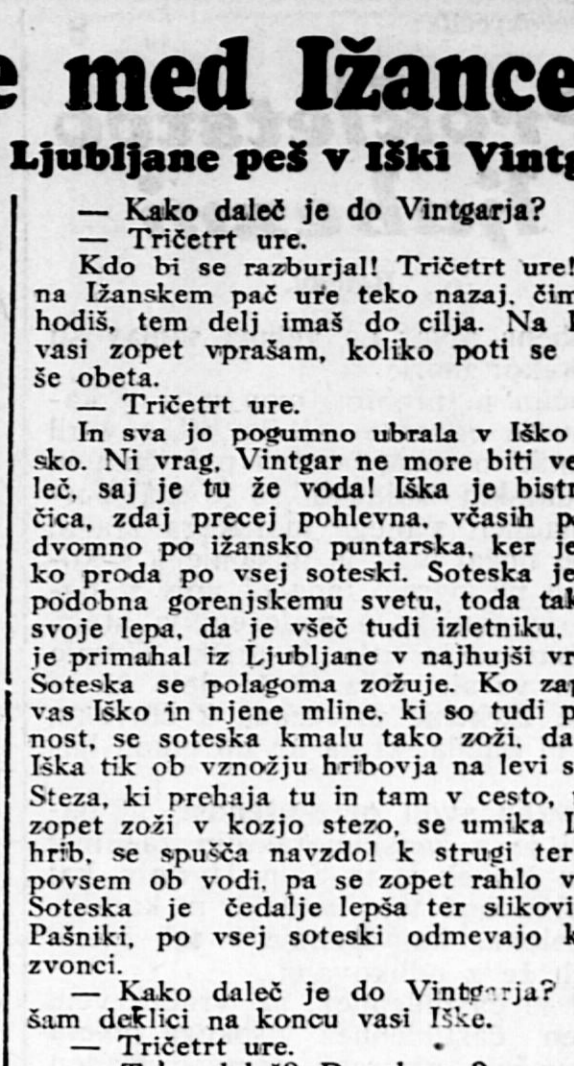 e med Ižance
Ljubljane peš v Iški Vintg
— Kako daleč je do Vintgarja?
— Tričetrt ure.
Kdo bi se razburjal! Tričetrt ure!
na Ižanskem pač ure teko nazaj. čim
hodiš, tem delj imaš do cilja. Na
vasi zopet vprašam, koliko poti se
še obeta.
— Tričetrt ure.
In sva jo pogumno ubrala v Iško
sko. Ni vrag, Vintgar ne more biti ve
leč, saj je tu že voda! Iška je bistr
čica, zdaj precej pohlevna, včasih p
dvomno po ižansko puntarska, ker je
ko proda po vsej soteski. Soteska je
podobna gorenjskemu svetu, toda tak
svoje lepa, da je všeč tudi izletniku,
je primahal iz Ljubljane v najhujši vr
Soteska se polagoma zožuje. Ko zap
vas Iško in njene mline, ki so tudi p
nost, se soteska kmalu tako zoži, da
Iška tik ob vznožju hribovja na levi s
Steza, ki prehaja tu in tam v cesto,
zopet zoži v kozjo stezo, se umika I
hrib, se spušča navzdol k strugi ter
povsem ob vodi, pa se zopet rahlo v
Soteska je čedalje lepša ter slikovi
Pašniki, po vsej soteski odmevajo k
zvonci.
— Kako daleč je do Vintgarja?
šam deklici na koncu vasi Iške.
— Tričetrt ure.